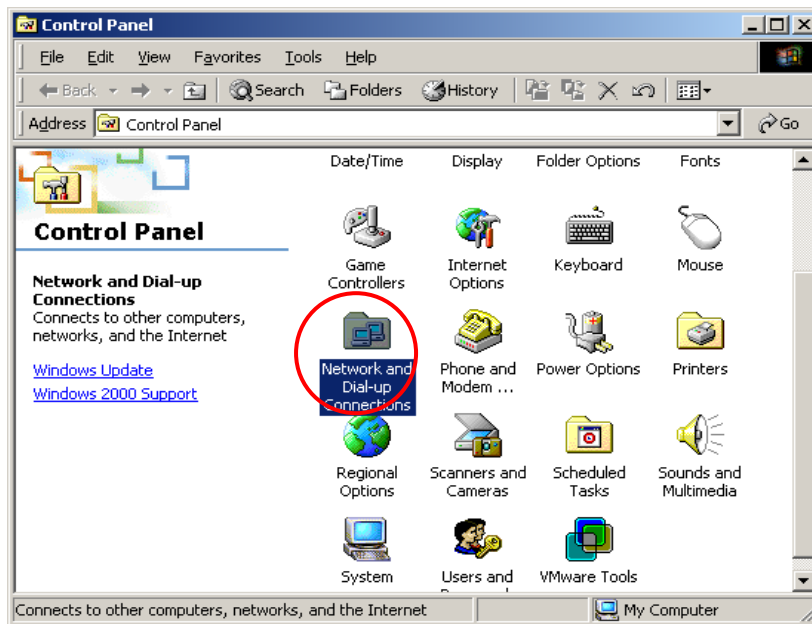 Control Panel
File Edit View Favorites Tools Help
Back Search Folders History
Address Control Panel Go
Date/Time Display Folder Options Fonts
Control Panel
Game Controllers
Internet Options
Keyboard
Mouse
Network and Dial-up
Connections
Connects to other computers,
networks, and the Internet
Windows Update
Windows 2000 Support
Network and
Dial-up
Connections
Phone and
Modem ...
Power Options
Printers
Regional
Options
Scanners and
Cameras
Scheduled
Tasks
Sounds and
Multimedia
System
Users and
VMware Tools
Connects to other computers, networks, and the Internet My Computer